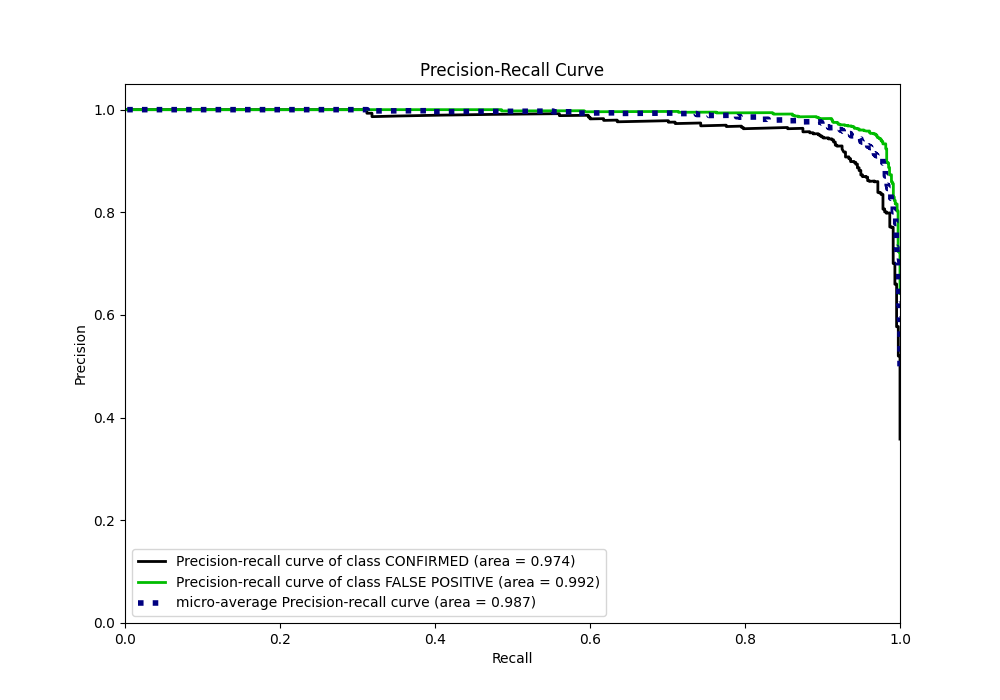 Precision-Recall Curve
1.0
0.8
0.6
0.4
0.2
0.0
Precision
Precision-recall curve of class CONFIRMED (area = 0.974)
Precision-recall curve of class FALSE POSITIVE (area = 0.992)
micro-average Precision-recall curve (area = 0.987)
0.0 0.2 0.4 0.6 0.8 1.0
Recall